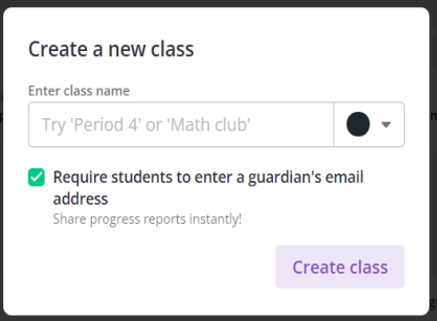 Create a new class
Enter class name
Try 'Period 4' or 'Math club'
Require students to enter a guardian's email
address
Share progress reports instantly!
Create class